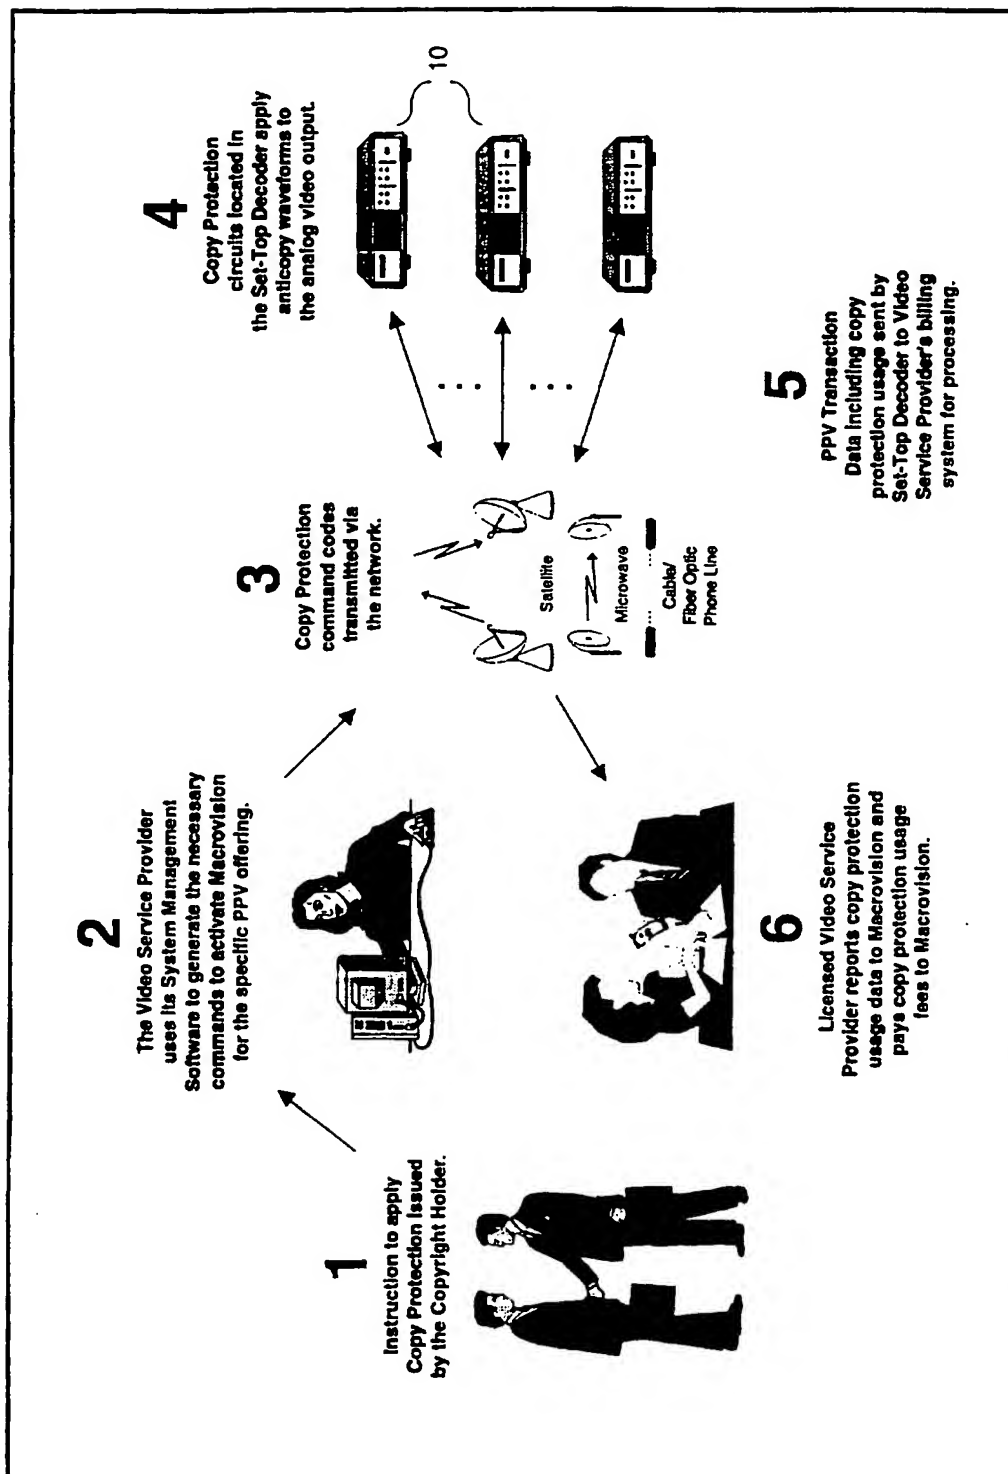 1
Instruction to apply
Copy Protection issued
by the Copyright Holder.
2
The Video Service Provider
uses its System Management
Software to generate the necessary
commands to activate Macrovision
for the specific PPV offering.
3
Copy Protection
command codes
transmitted via
the network.
Satellite
Microwave
Cable/
Fiber Optic
Phone Line
4
Copy Protection
circuits located in
the Set-Top Decoder apply
anticopy waveforms to
the analog video output.
10
5
PPV Transaction
Data including copy
protection usage sent by
Set-Top Decoder to Video
Service Provider's billing
system for processing.
6
Licensed Video Service
Provider reports copy protection
usage data to Macrovision and
pays copy protection usage
fees to Macrovision.